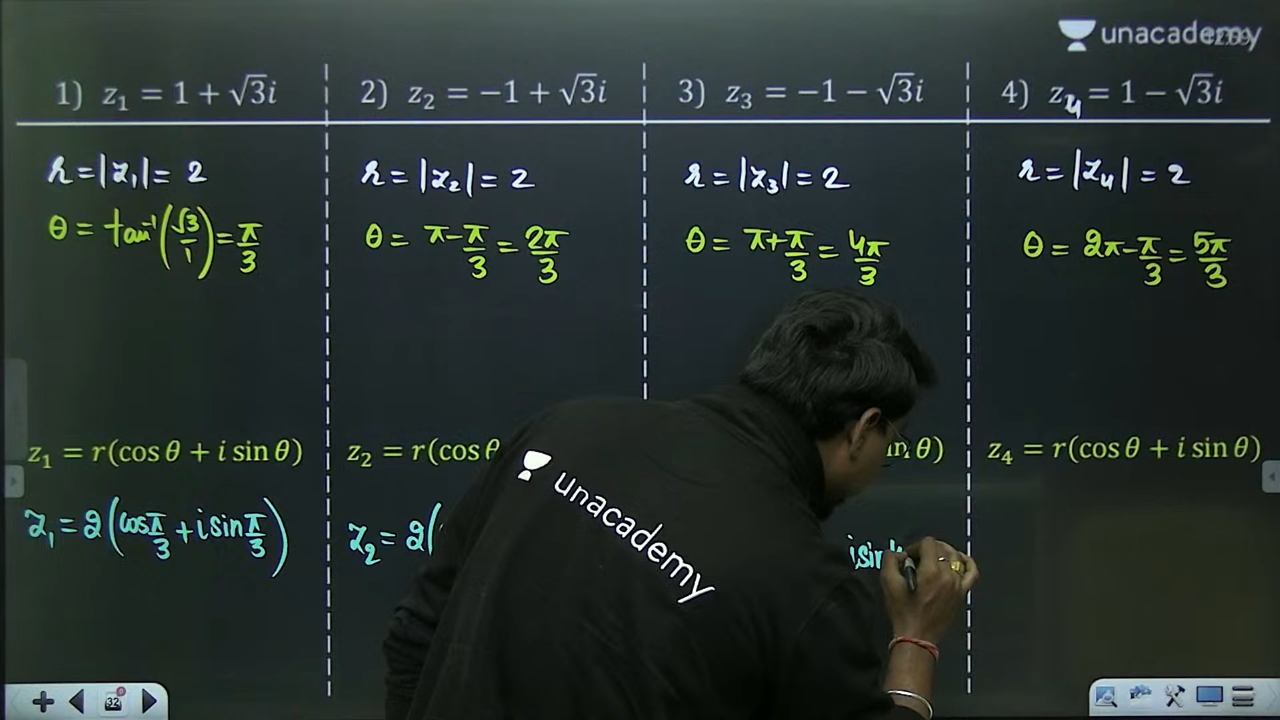 unacademy
1) z₁ = 1 + √3i
2) z₂ = −1 + √3i
3) z₃ = −1 − √3i
4) z₄ = 1 − √3i
r = |z₁| = 2
θ = tan⁻¹(√3/1) = π/3
r = |z₂| = 2
θ = π − π/3 = 2π/3
r = |z₃| = 2
θ = π + π/3 = 4π/3
r = |z₄| = 2
θ = 2π − π/3 = 5π/3
z₁ = r(cos θ + i sin θ)
z₂ = r(cos θ
θ)
z₄ = r(cos θ + i sin θ)
z₁ = 2(cos π/3 + i sin π/3)
z₂ = 2(
i sin
unacademy
32